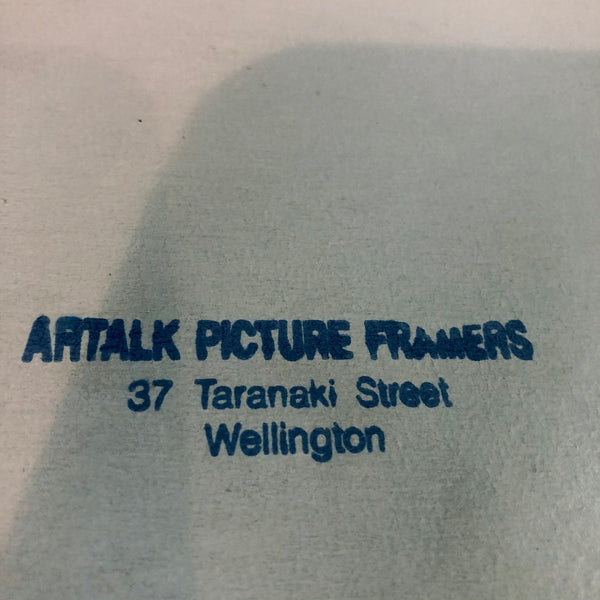 ARTALK PICTURE FRAMERS
37 Taranaki Street
Wellington